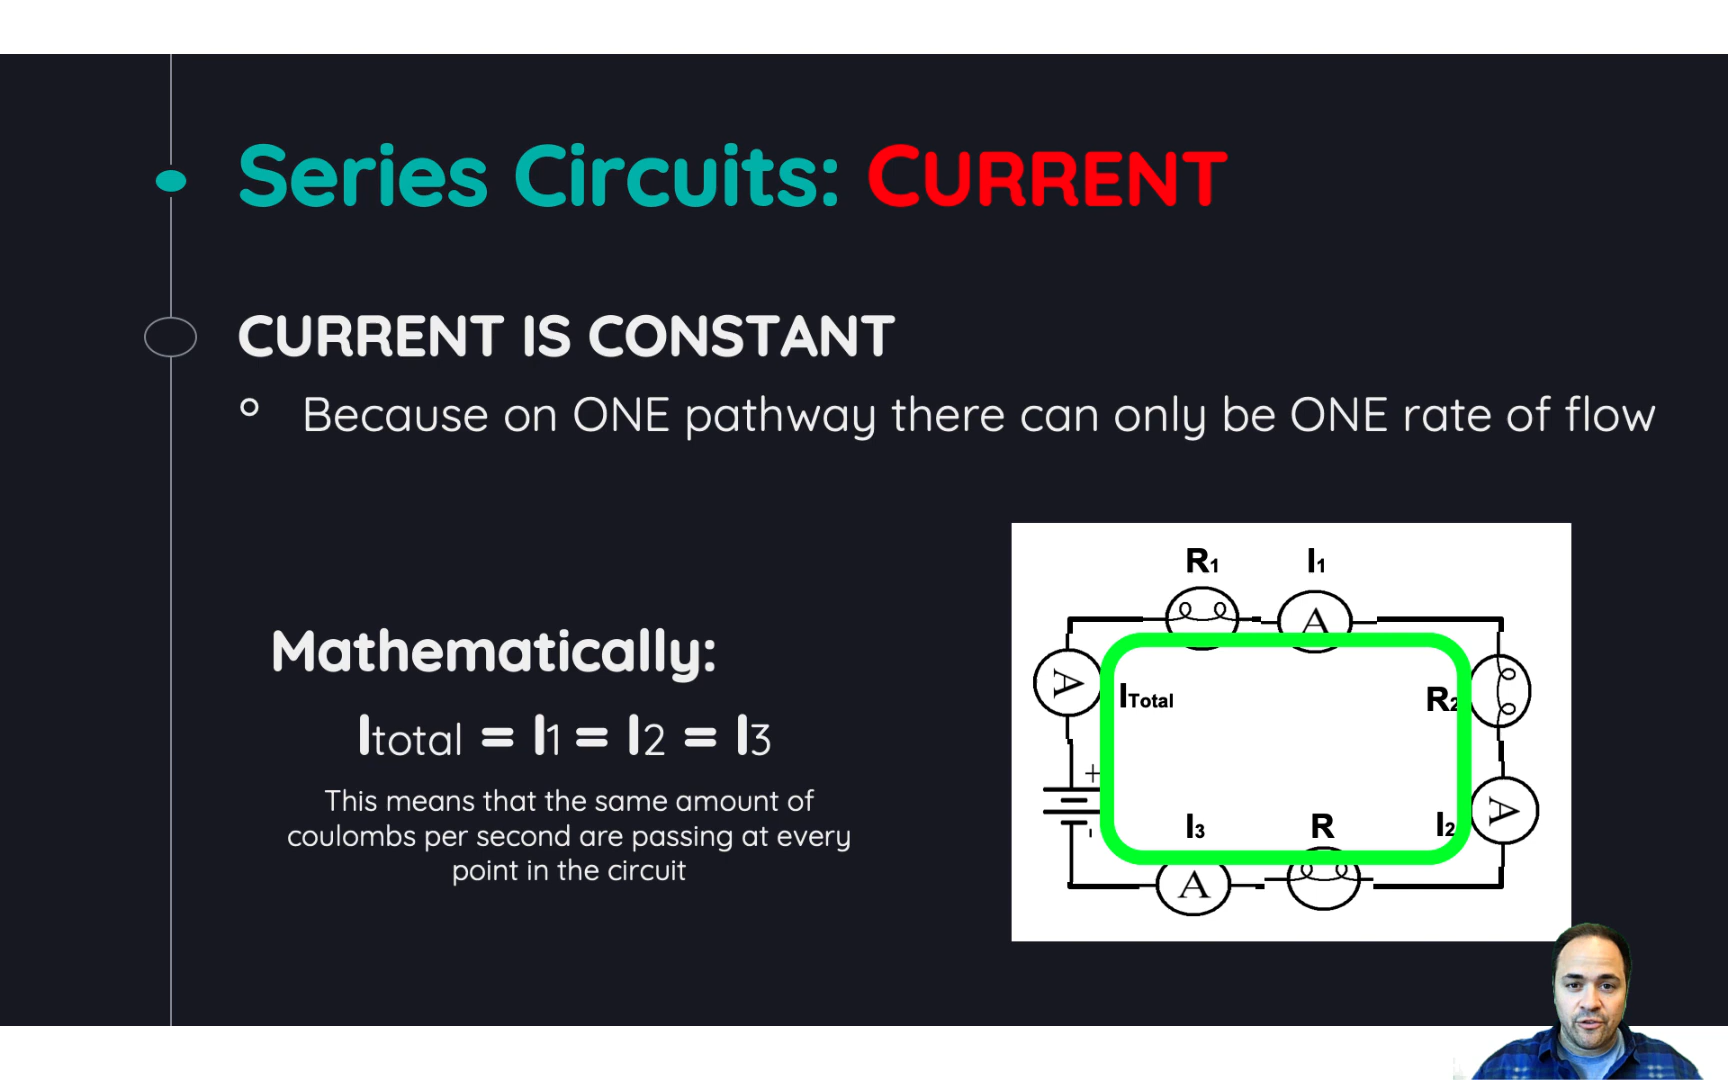 Series Circuits: CURRENT
CURRENT IS CONSTANT
Because on ONE pathway there can only be ONE rate of flow
R1 I1
A
Mathematically:
A
ITotal
R2
Itotal = I1 = I2 = I3
+
This means that the same amount of
coulombs per second are passing at every
point in the circuit
I3 R I2
A
-
A